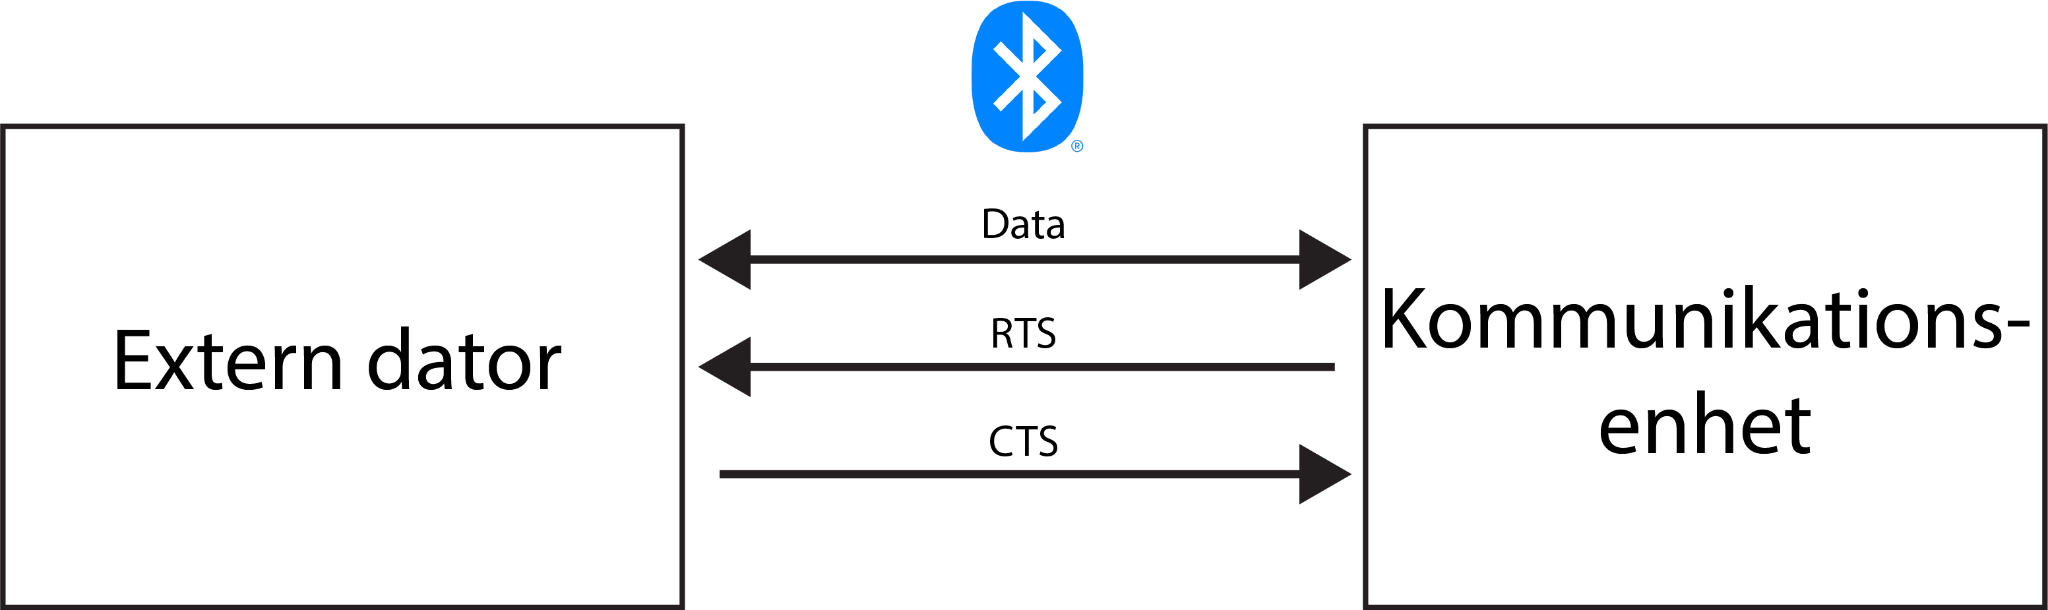 ®
Data
RTS
CTS
Extern dator
Kommunikations-
enhet